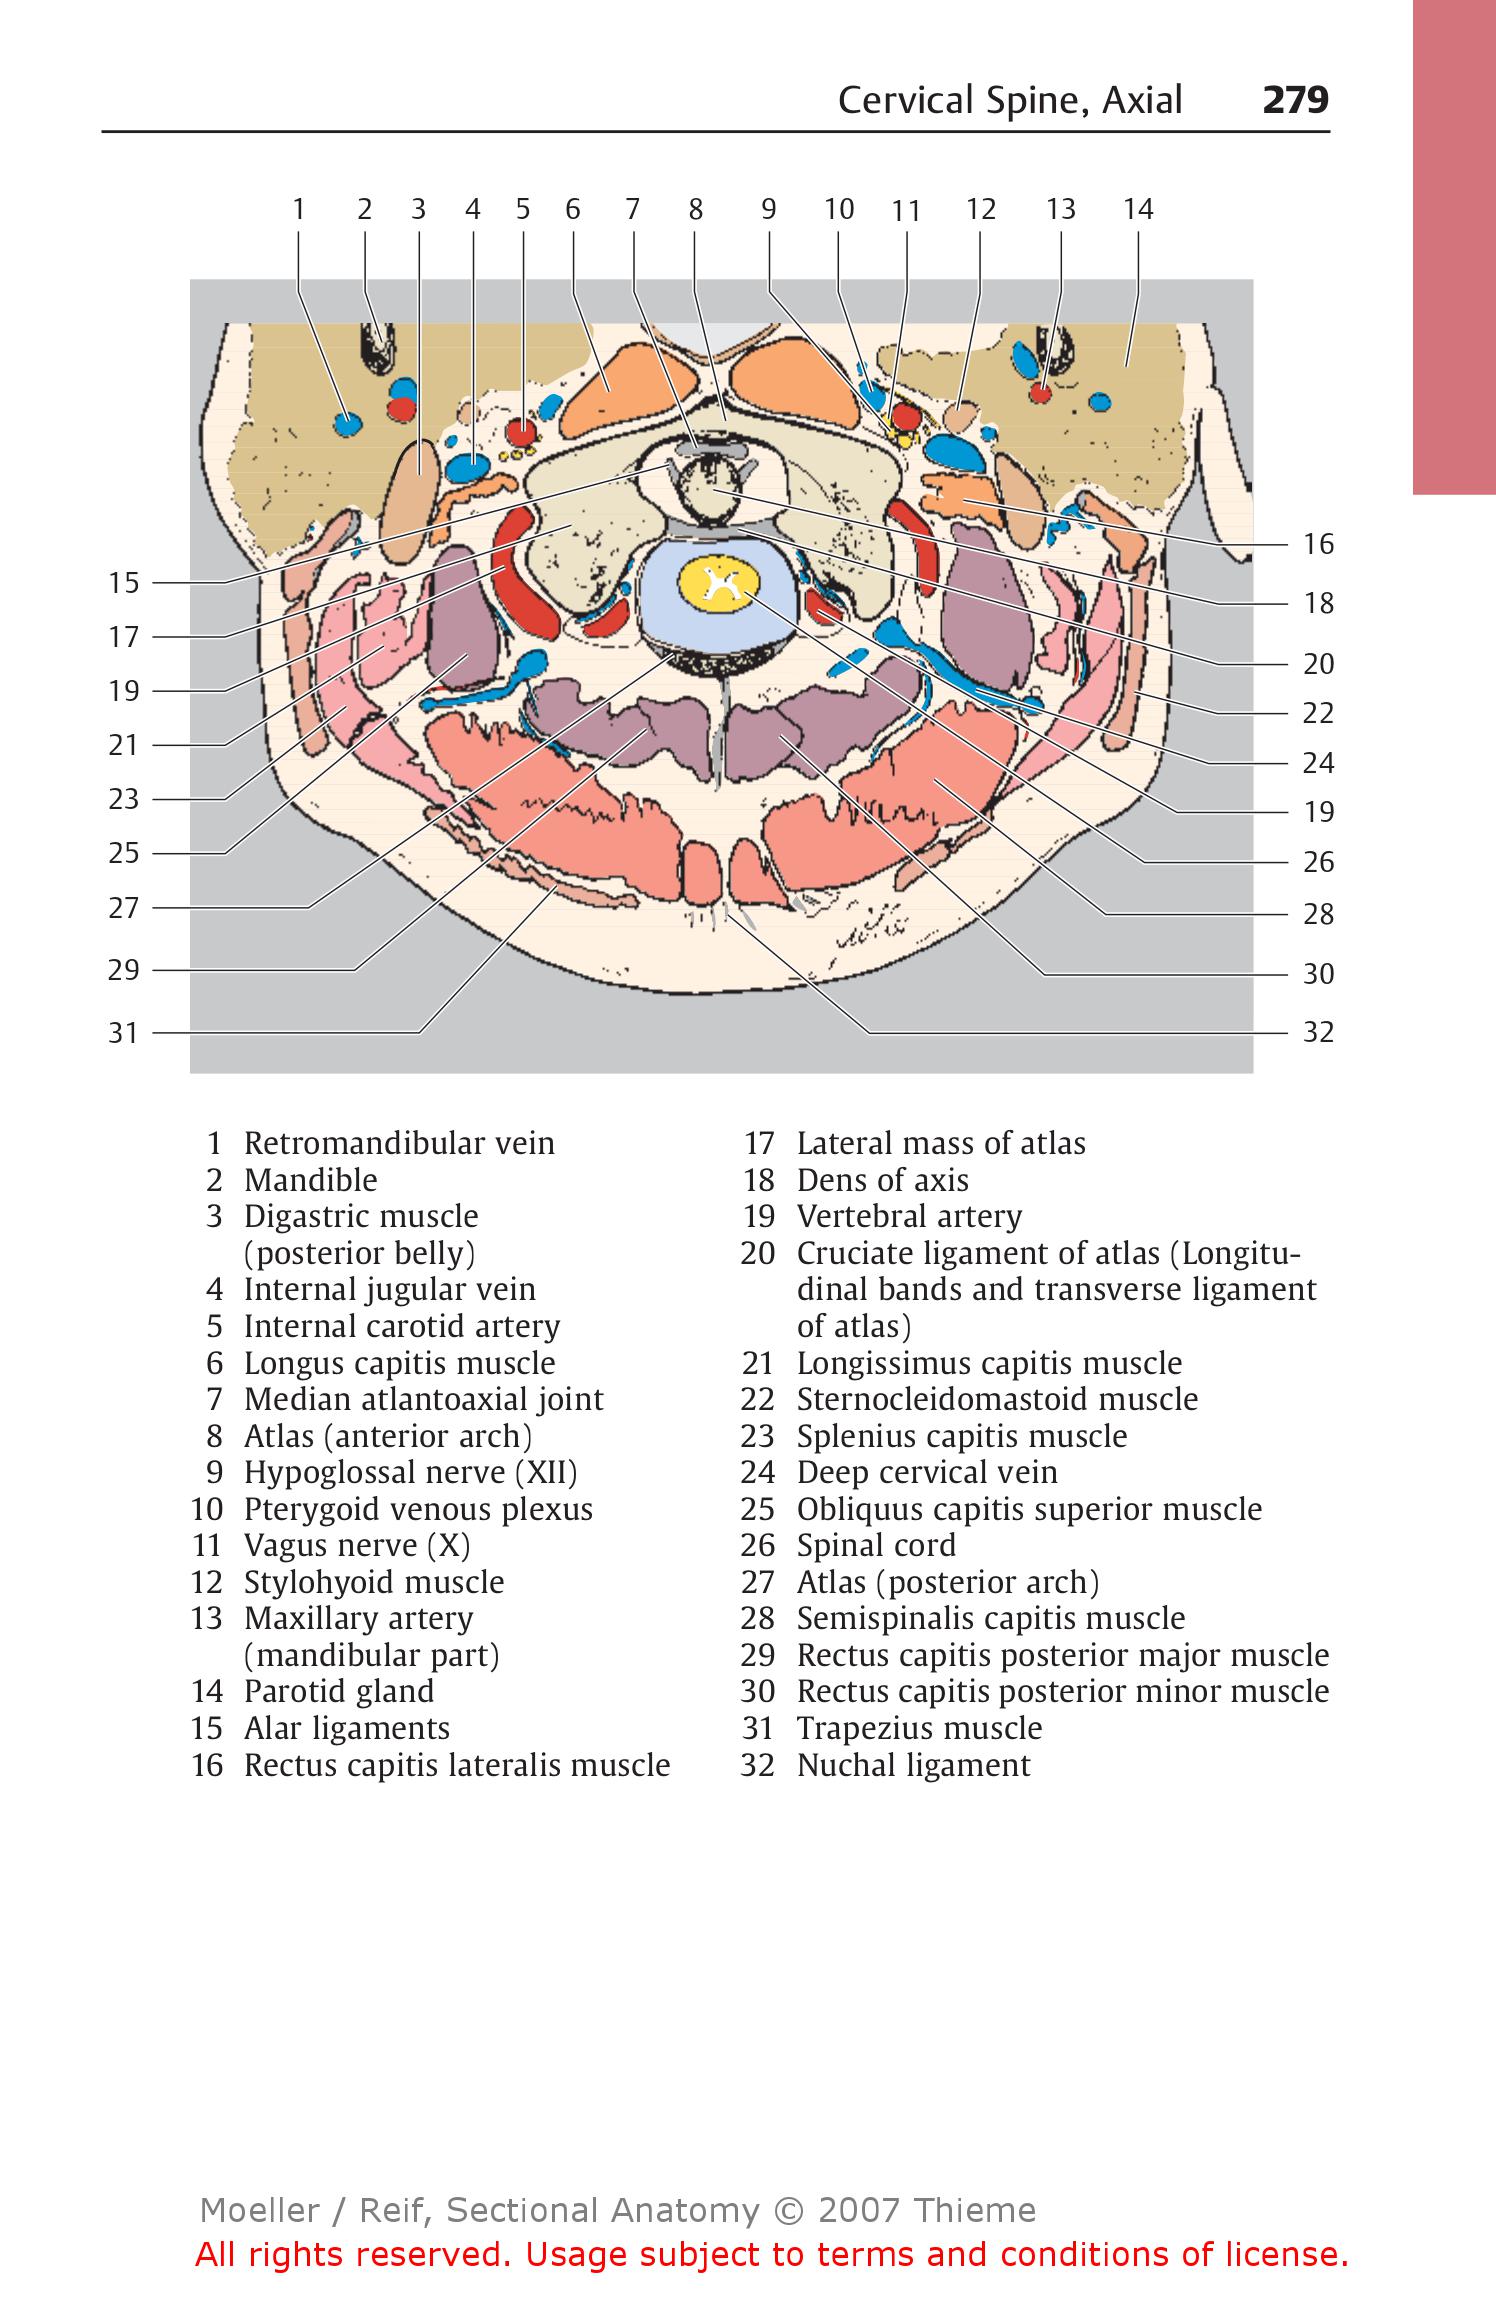 Cervical Spine, Axial 279
1 2 3 4 5 6 7 8 9 10 11 12 13 14
15
17
19
21
23
25
27
29
31
16
18
20
22
24
19
26
28
30
32
1 Retromandibular vein
2 Mandible
3 Digastric muscle
(posterior belly)
4 Internal jugular vein
5 Internal carotid artery
6 Longus capitis muscle
7 Median atlantoaxial joint
8 Atlas (anterior arch)
9 Hypoglossal nerve (XII)
10 Pterygoid venous plexus
11 Vagus nerve (X)
12 Stylohyoid muscle
13 Maxillary artery
(mandibular part)
14 Parotid gland
15 Alar ligaments
16 Rectus capitis lateralis muscle
17 Lateral mass of atlas
18 Dens of axis
19 Vertebral artery
20 Cruciate ligament of atlas (Longitu-
dinal bands and transverse ligament
of atlas)
21 Longissimus capitis muscle
22 Sternocleidomastoid muscle
23 Splenius capitis muscle
24 Deep cervical vein
25 Obliquus capitis superior muscle
26 Spinal cord
27 Atlas (posterior arch)
28 Semispinalis capitis muscle
29 Rectus capitis posterior major muscle
30 Rectus capitis posterior minor muscle
31 Trapezius muscle
32 Nuchal ligament
Moeller / Reif, Sectional Anatomy © 2007 Thieme
All rights reserved. Usage subject to terms and conditions of license.